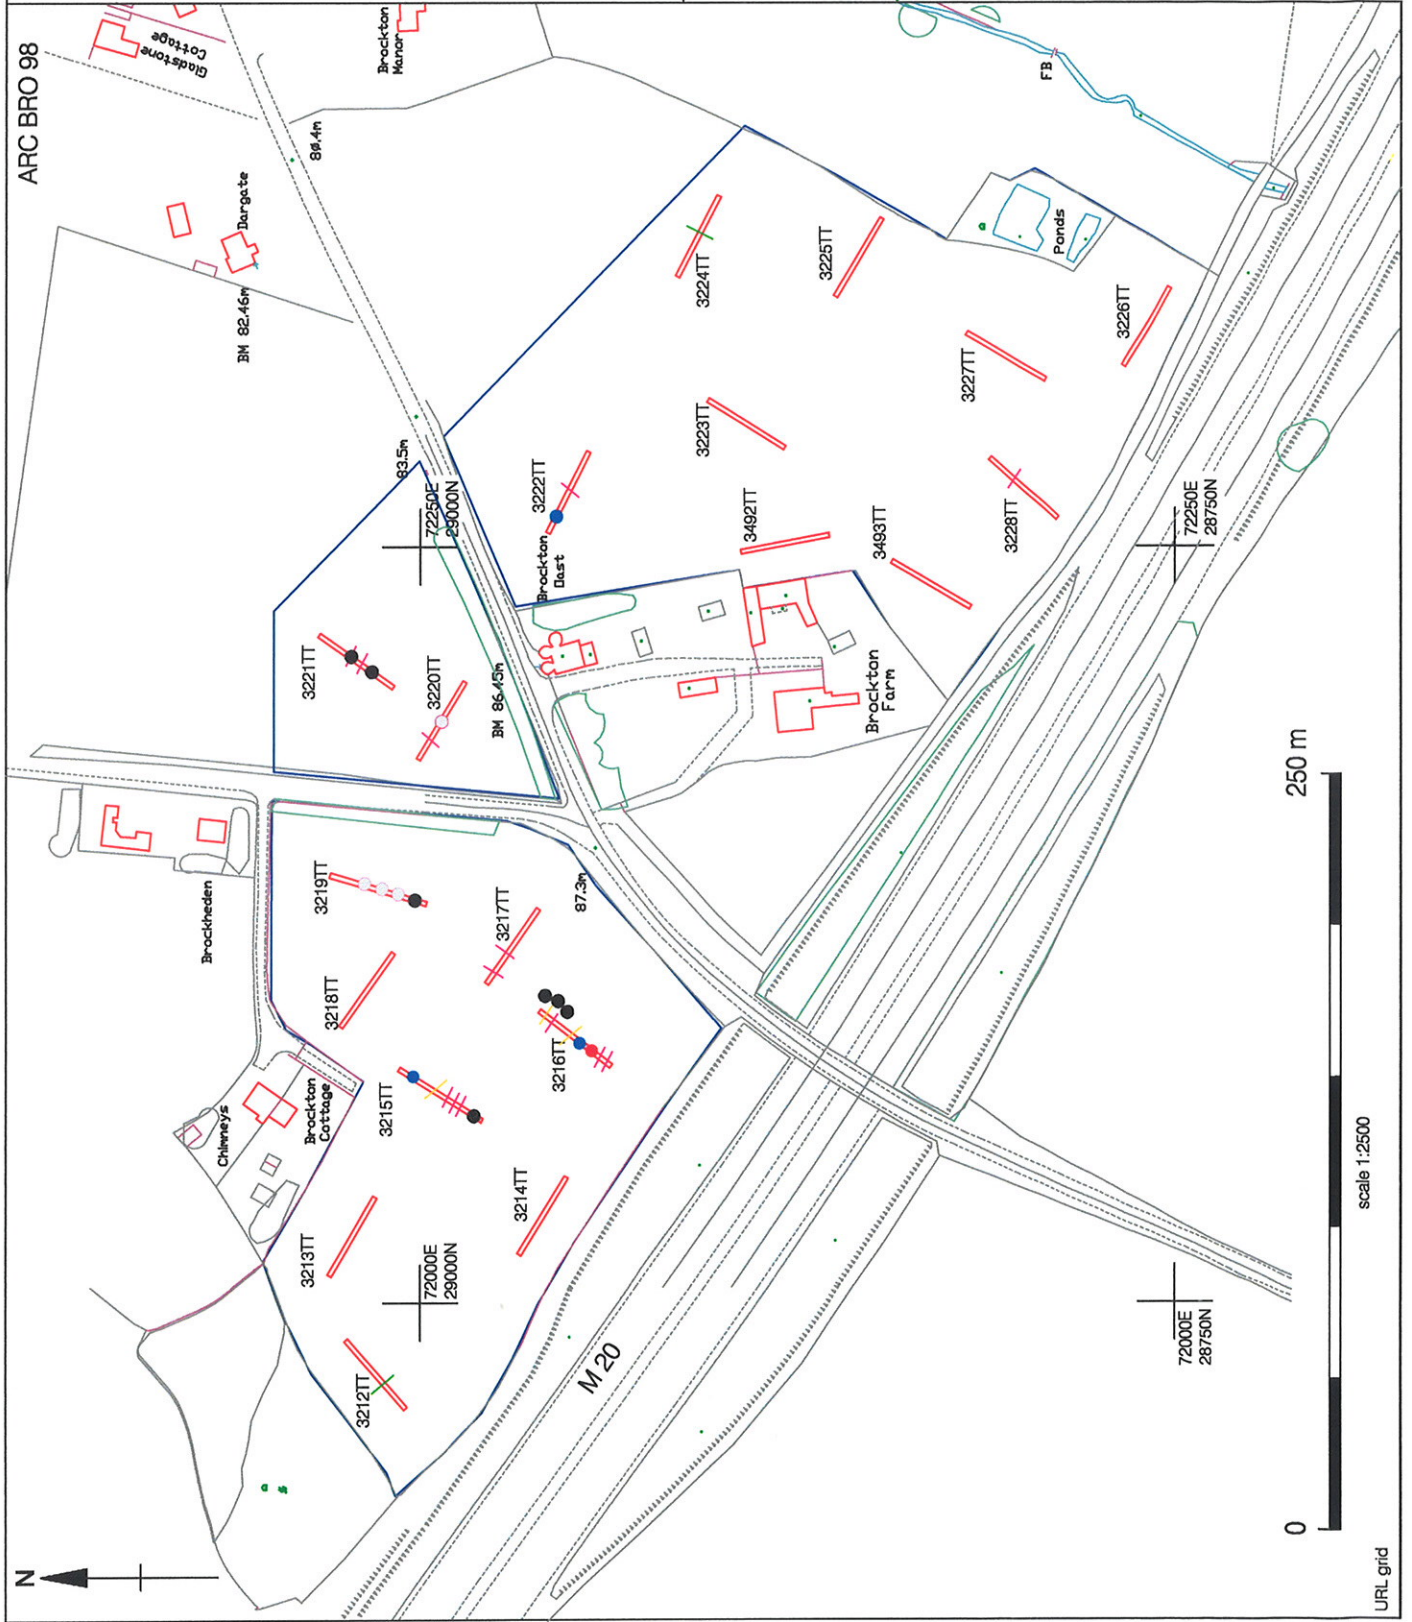 ARC BRO 98
N
Gladstone
Cottage
Brockton
Manor
80.4m
Dargate
BM 82.46m
FB
83.5m
72250E
29000N
3221TT
3220TT
BM 86.45m
3222TT
Brockton
Oast
3224TT
3225TT
Ponds
3223TT
3226TT
3227TT
3492TT
3493TT
3228TT
Brockton
Farm
Brockheden
3219TT
3218TT
3217TT
87.3m
Chimneys
Brockton
Cottage
3215TT
3216TT
3213TT
3214TT
72000E
29000N
3212TT
M 20
72250E
28750N
72000E
28750N
0
250 m
scale 1:2500
URL grid